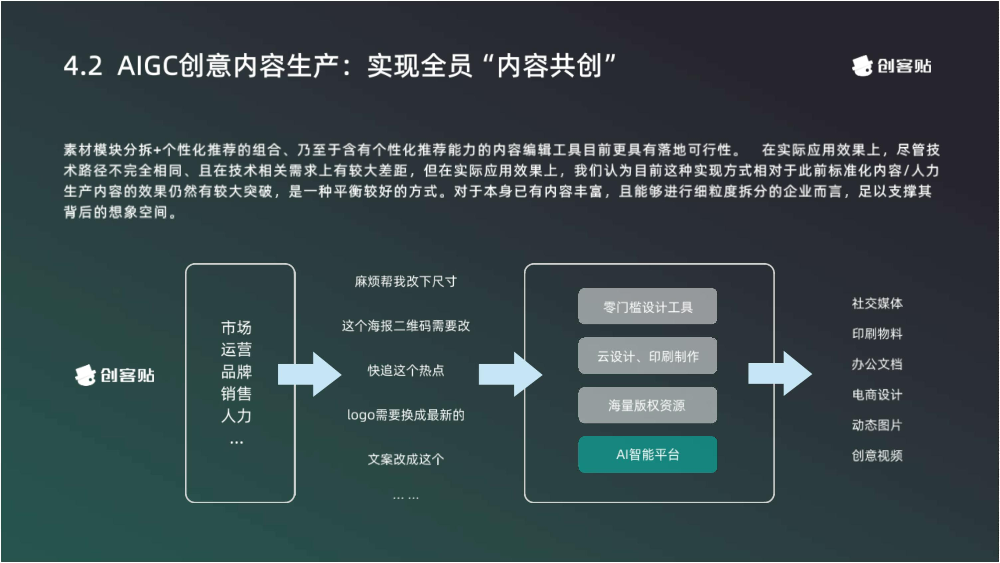 4.2 AIGC创意内容生产：实现全员“内容共创”
创客贴
素材模块分拆+个性化推荐的组合、乃至于含有个性化推荐能力的内容编辑工具目前更具有落地可行性。 在实际应用效果上，尽管技
术路径不完全相同、且在技术相关需求上有较大差距，但在实际应用效果上，我们认为目前这种实现方式相对于此前标准化内容/人力
生产内容的效果仍然有较大突破，是一种平衡较好的方式。对于本身已有内容丰富，且能够进行细粒度拆分的企业而言，足以支撑其
背后的想象空间。
创客贴
市场
运营
品牌
销售
人力
...
麻烦帮我改下尺寸
这个海报二维码需要改
快追这个热点
logo需要换成最新的
文案改成这个
... ...
零门槛设计工具
云设计、印刷制作
海量版权资源
AI智能平台
社交媒体
印刷物料
办公文档
电商设计
动态图片
创意视频